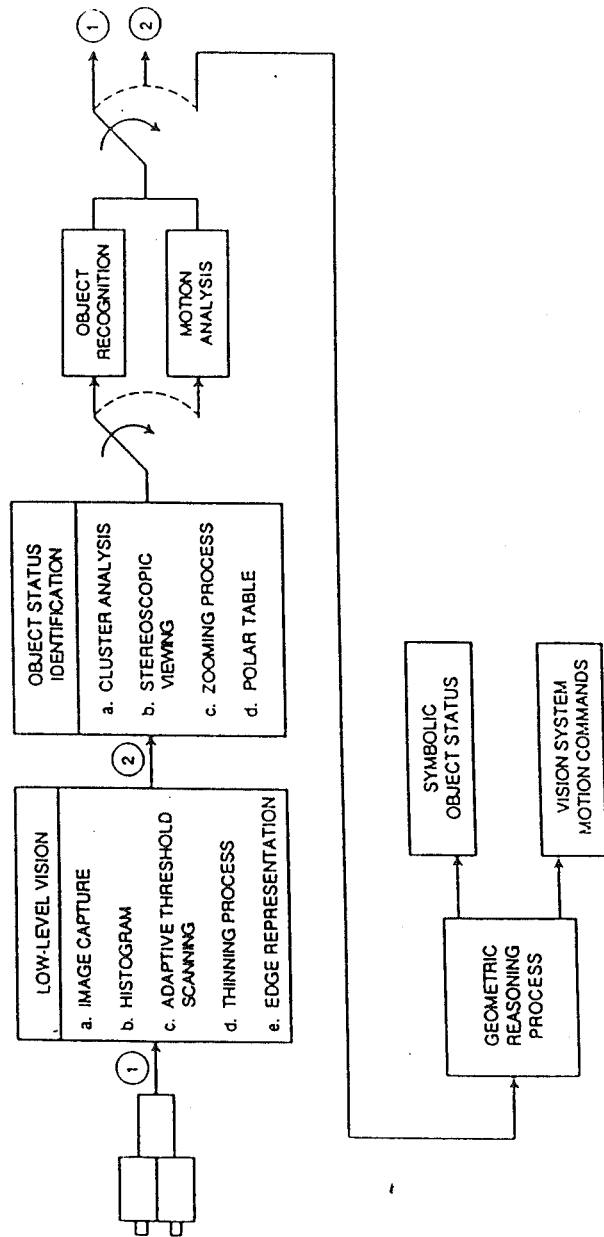 1
LOW-LEVEL VISION
a. IMAGE CAPTURE
b. HISTOGRAM
c. ADAPTIVE THRESHOLD
SCANNING
d. THINNING PROCESS
e. EDGE REPRESENTATION
2
OBJECT STATUS
IDENTIFICATION
a. CLUSTER ANALYSIS
b. STEREOSCOPIC
VIEWING
c. ZOOMING PROCESS
d. POLAR TABLE
OBJECT
RECOGNITION
MOTION
ANALYSIS
1
2
GEOMETRIC
REASONING
PROCESS
SYMBOLIC
OBJECT STATUS
VISION SYSTEM
MOTION COMMANDS